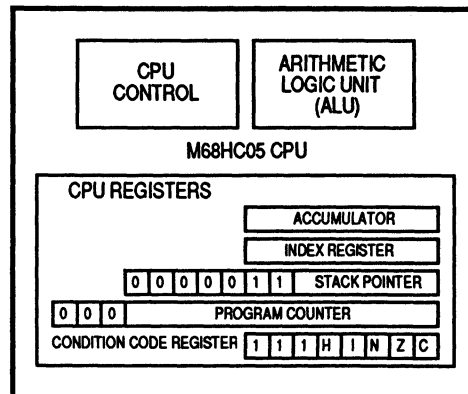 CPU
CONTROL
ARITHMETIC
LOGIC UNIT
(ALU)
M68HC05 CPU
CPU REGISTERS
ACCUMULATOR
INDEX REGISTER
0 0 0 0 0 1 1 STACK POINTER
0 0 0 PROGRAM COUNTER
CONDITION CODE REGISTER 1 1 1 H I N Z C